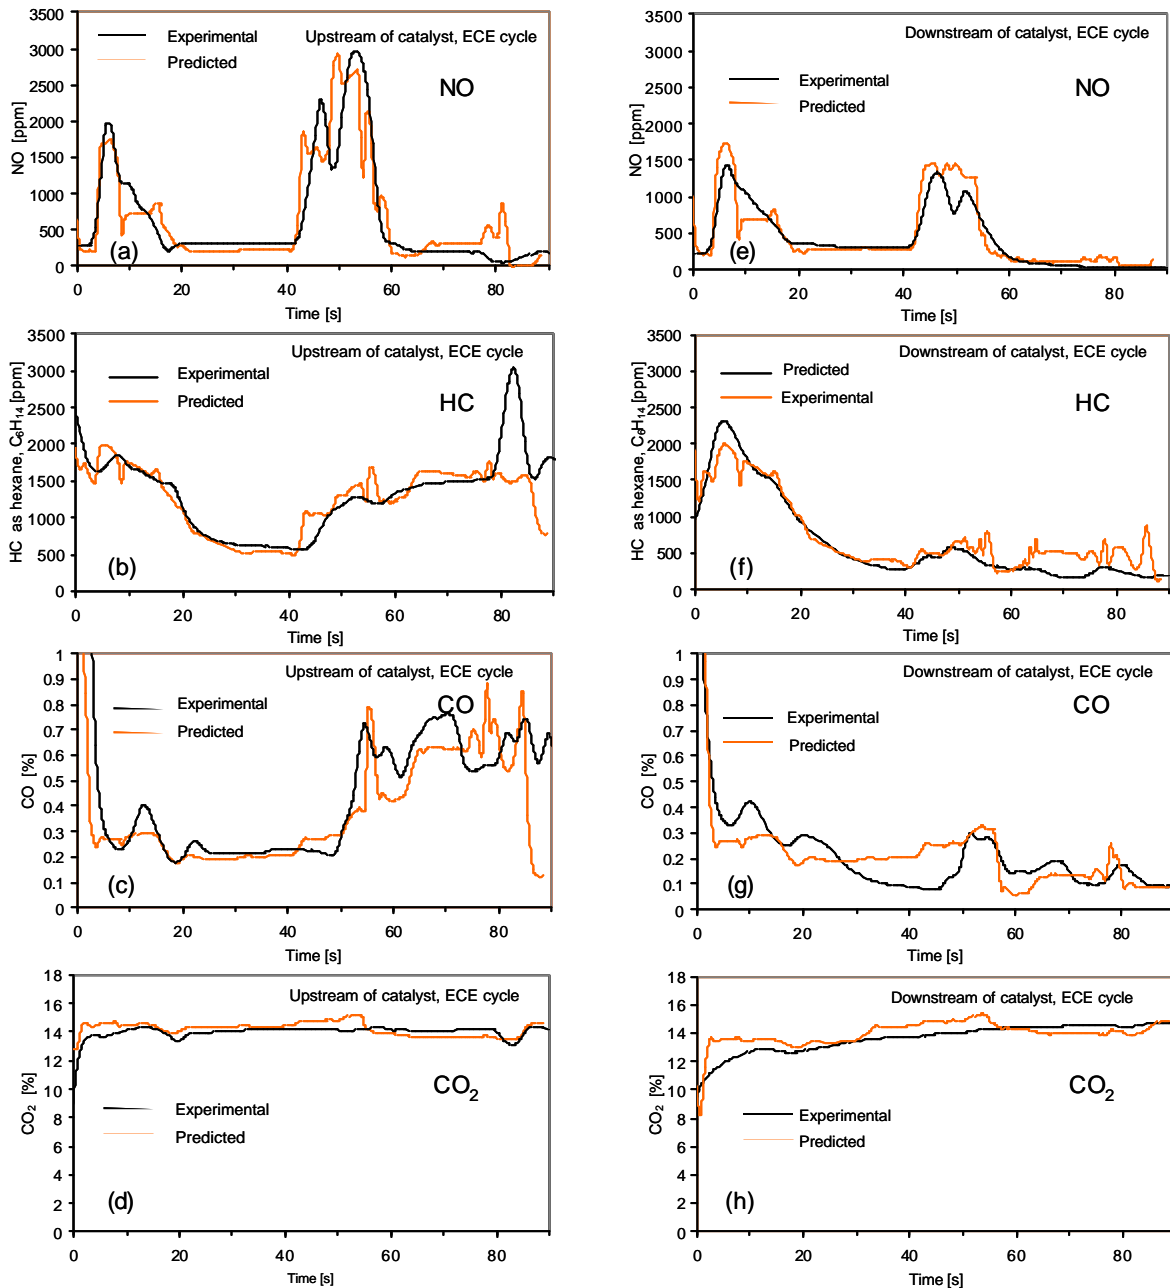 3500
3000
2500
2000
1500
1000
500
0
NO [ppm]
Experimental
Predicted
Upstream of catalyst, ECE cycle
NO
(a)
0 20 40 60 80
Time [s]
3500
3000
2500
2000
1500
1000
500
0
NO [ppm]
Downstream of catalyst, ECE cycle
Experimental
Predicted
NO
(e)
0 20 40 60 80
Time [s]
3500
3000
2500
2000
1500
1000
500
0
HC as hexane, C6H14 [ppm]
Upstream of catalyst, ECE cycle
Experimental
Predicted
HC
(b)
0 20 40 60 80
Time [s]
3500
3000
2500
2000
1500
1000
500
0
HC as hexane, C6H14 [ppm]
Downstream of catalyst, ECE cycle
Predicted
Experimental
HC
(f)
0 20 40 60 80
Time [s]
1
0.9
0.8
0.7
0.6
0.5
0.4
0.3
0.2
0.1
0
CO [%]
Upstream of catalyst, ECE cycle
Experimental
Predicted
CO
(c)
0 20 40 60 80
Time [s]
1
0.9
0.8
0.7
0.6
0.5
0.4
0.3
0.2
0.1
0
CO [%]
Downstream of catalyst, ECE cycle
Experimental
Predicted
CO
(g)
0 20 40 60 80
Time [s]
18
16
14
12
10
8
6
4
2
0
CO2 [%]
Upstream of catalyst, ECE cycle
CO2
Experimental
Predicted
(d)
0 20 40 60 80
Time [s]
18
16
14
12
10
8
6
4
2
0
CO2 [%]
Downstream of catalyst, ECE cycle
CO2
Experimental
Predicted
(h)
0 20 40 60 80
Time [s]